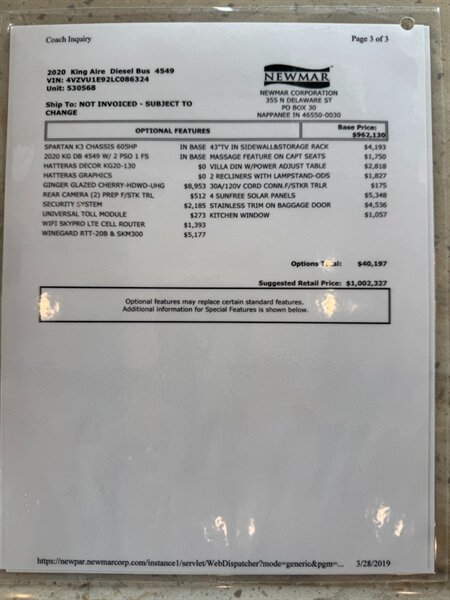 Coach Inquiry Page 3 of 3
2020 King Aire Diesel Bus 4549
VIN: 4VZVU1E92LC086324
Unit: 530568
NEWMAR
NEWMAR CORPORATION
355 N DELAWARE ST
PO BOX 30
NAPPANEE IN 46550-0030
Ship To: NOT INVOICED - SUBJECT TO
CHANGE
OPTIONAL FEATURES Base Price:
$962,130
SPARTAN K3 CHASSIS 605HP IN BASE 43"TV IN SIDEWALL&STORAGE RACK $4,193
2020 KG DB 4549 W/ 2 PSO 1 FS IN BASE MASSAGE FEATURE ON CAPT SEATS $1,750
HATTERAS DECOR KG20-130 $0 VILLA DIN W/POWER ADJUST TABLE $2,818
HATTERAS GRAPHICS $0 2 RECLINERS WITH LAMPSTAND-ODS $1,827
GINGER GLAZED CHERRY-HDWD-UHG $8,953 30A/120V CORD CONN.F/STKR TRLR $175
REAR CAMERA (2) PREP F/STK TRL $512 4 SUNFREE SOLAR PANELS $5,348
SECURITY SYSTEM $2,185 STAINLESS TRIM ON BAGGAGE DOOR $4,536
UNIVERSAL TOLL MODULE $273 KITCHEN WINDOW $1,057
WIFI SKYPRO LTE CELL ROUTER $1,393
WINEGARD RTT-20B & SKM300 $5,177
Options Total: $40,197
Suggested Retail Price: $1,002,327
Optional features may replace certain standard features.
Additional information for Special Features is shown below.
https://newpar.newmarcorp.com/instance1/servlet/WebDispatcher?mode=generic&pgm=... 3/28/2019